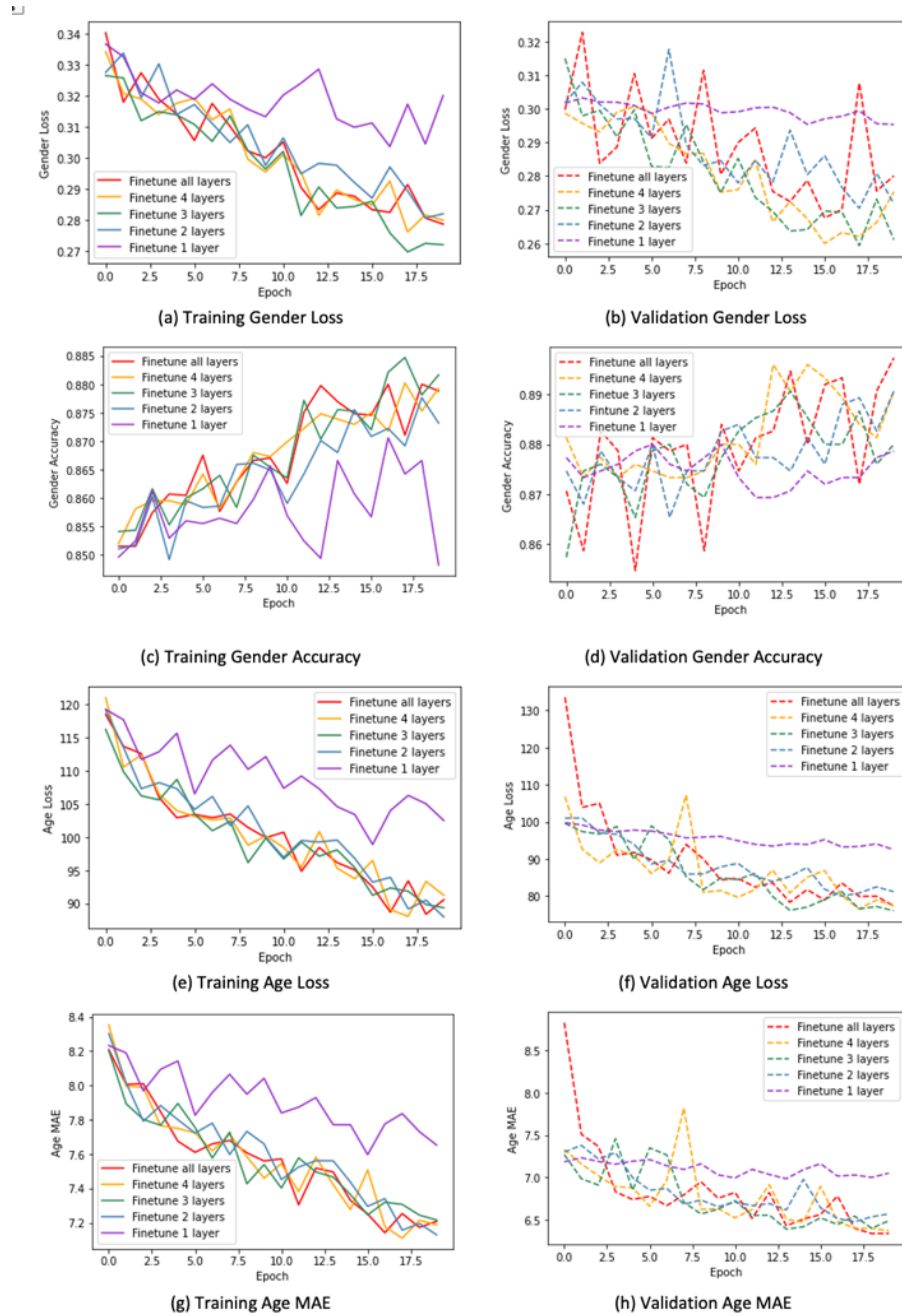 0.34
0.33
0.32
0.31
0.30
0.29
0.28
0.27
Gender Loss
Finetune all layers
Finetune 4 layers
Finetune 3 layers
Finetune 2 layers
Finetune 1 layer
0.0 2.5 5.0 7.5 10.0 12.5 15.0 17.5
Epoch
(a) Training Gender Loss
0.32
0.31
0.30
0.29
0.28
0.27
0.26
Gender Loss
Finetune all layers
Finetune 4 layers
Finetune 3 layers
Finetune 2 layers
Finetune 1 layer
0.0 2.5 5.0 7.5 10.0 12.5 15.0 17.5
Epoch
(b) Validation Gender Loss
0.885
0.880
0.875
0.870
0.865
0.860
0.855
0.850
Gender Accuracy
Finetune all layers
Finetune 4 layers
Finetune 3 layers
Finetune 2 layers
Finetune 1 layer
0.0 2.5 5.0 7.5 10.0 12.5 15.0 17.5
Epoch
(c) Training Gender Accuracy
0.89
0.88
0.87
0.86
Gender Accuracy
Finetune all layers
Finetune 4 layers
Finetue 3 layers
Fintune 2 layers
Finetune 1 layer
0.0 2.5 5.0 7.5 10.0 12.5 15.0 17.5
Epoch
(d) Validation Gender Accuracy
120
115
110
105
100
95
90
Age Loss
Finetune all layers
Finetune 4 layers
Finetune 3 layers
Finetune 2 layers
Finetune 1 layer
0.0 2.5 5.0 7.5 10.0 12.5 15.0 17.5
Epoch
(e) Training Age Loss
130
120
110
100
90
80
Age Loss
Finetune all layers
Finetune 4 layers
Finetune 3 layers
Finetune 2 layers
Finetune 1 layer
0.0 2.5 5.0 7.5 10.0 12.5 15.0 17.5
Epoch
(f) Validation Age Loss
8.4
8.2
8.0
7.8
7.6
7.4
7.2
Age MAE
Finetune all layers
Finetune 4 layers
Finetune 3 layers
Finetune 2 layers
Finetune 1 layer
0.0 2.5 5.0 7.5 10.0 12.5 15.0 17.5
Epoch
(g) Training Age MAE
8.5
8.0
7.5
7.0
6.5
Age MAE
Finetune all layers
Finetune 4 layers
Finetune 3 layers
Finetune 2 layers
Finetune 1 layer
0.0 2.5 5.0 7.5 10.0 12.5 15.0 17.5
Epoch
(h) Validation Age MAE